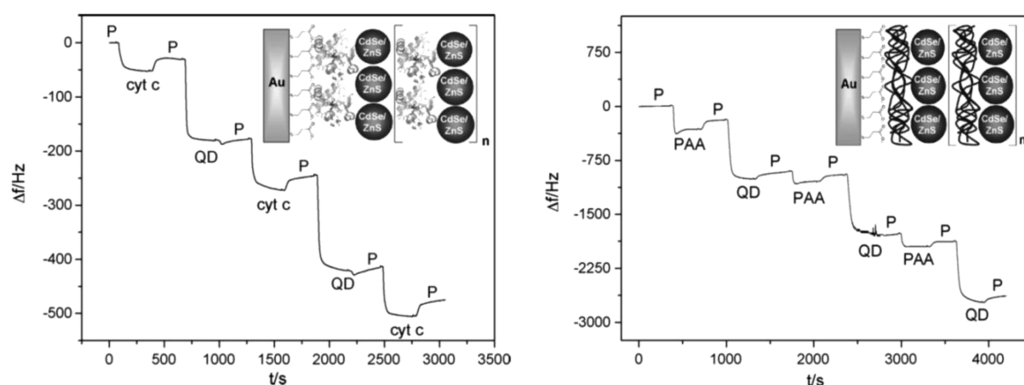 P
P
cyt c
QD
P
cyt c
P
QD
P
cyt c
P
Au
CdSe/
ZnS
CdSe/
ZnS
CdSe/
ZnS
CdSe/
ZnS
CdSe/
ZnS
CdSe/
ZnS
n
0
-100
-200
-300
-400
-500
Δf/Hz
0 500 1000 1500 2000 2500 3000 3500
t/s
P
PAA
P
QD
P
PAA
P
QD
P
PAA
P
QD
P
Au
CdSe/
ZnS
CdSe/
ZnS
CdSe/
ZnS
CdSe/
ZnS
CdSe/
ZnS
CdSe/
ZnS
n
750
0
-750
-1500
-2250
-3000
Δf/Hz
0 1000 2000 3000 4000
t/s